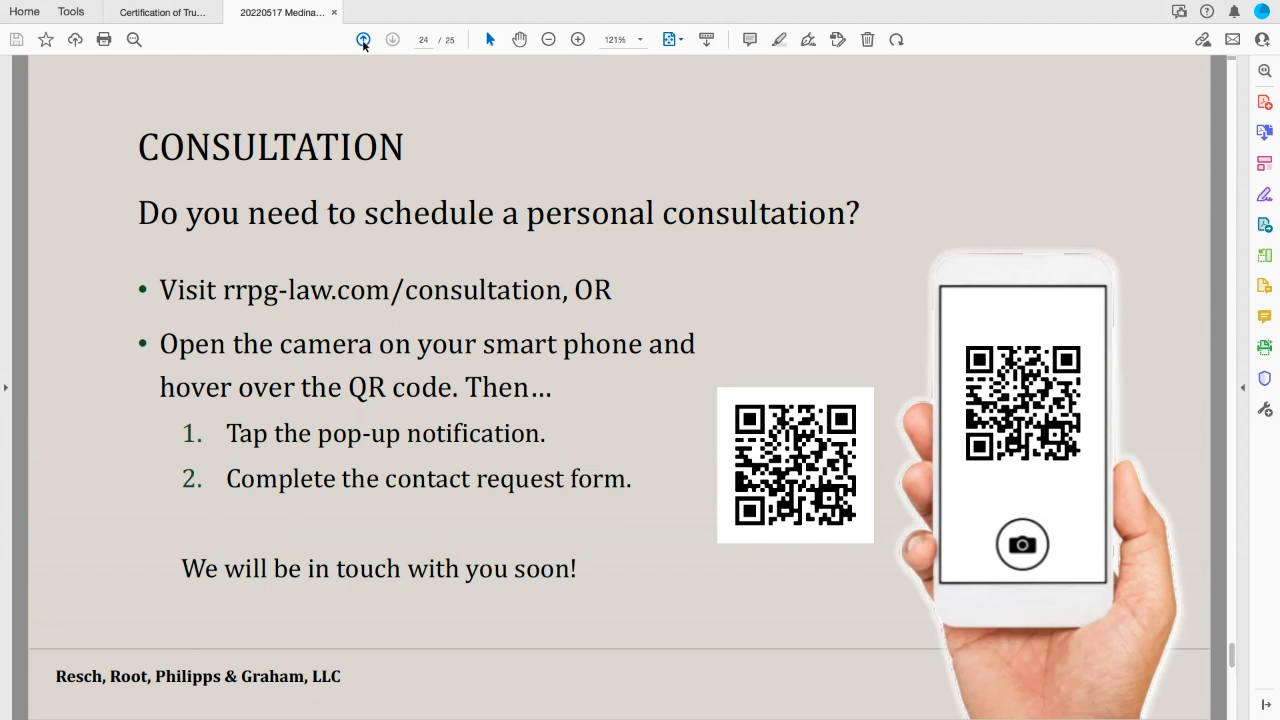 Home
Tools
Certification of Tru...
20220517 Medina... ×
24 / 25
121%
CONSULTATION
Do you need to schedule a personal consultation?
• Visit rrpg-law.com/consultation, OR
• Open the camera on your smart phone and
hover over the QR code. Then…
1. Tap the pop-up notification.
2. Complete the contact request form.
We will be in touch with you soon!
Resch, Root, Philipps & Graham, LLC